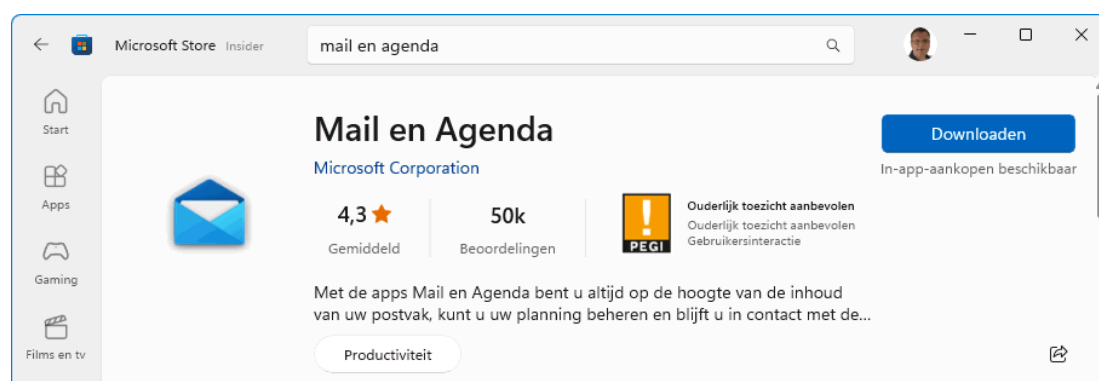 Microsoft Store Insider
mail en agenda
Start
Apps
Gaming
Films en tv
Mail en Agenda
Microsoft Corporation
4,3
Gemiddeld
50k
Beoordelingen
PEGI
Ouderlijk toezicht aanbevolen
Ouderlijk toezicht aanbevolen
Gebruikersinteractie
Downloaden
In-app-aankopen beschikbaar
Met de apps Mail en Agenda bent u altijd op de hoogte van de inhoud
van uw postvak, kunt u uw planning beheren en blijft u in contact met de...
Productiviteit